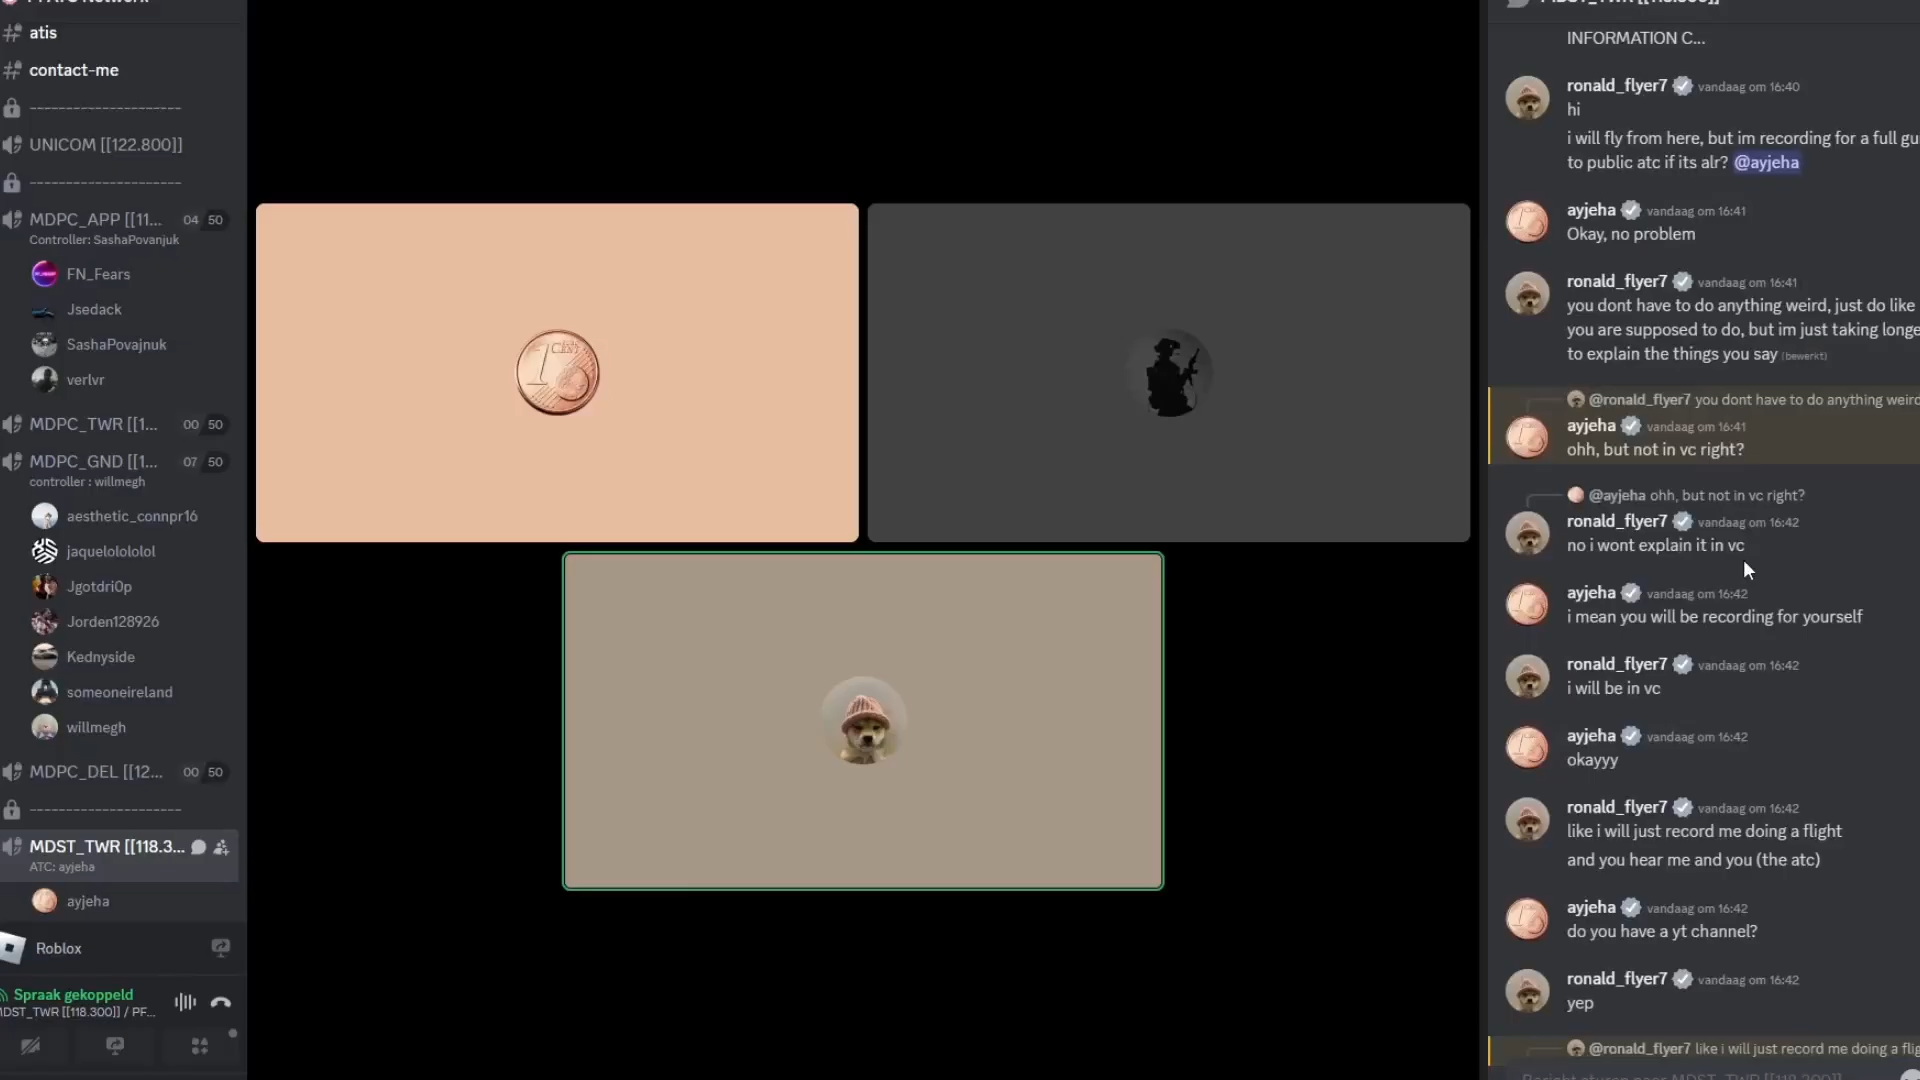 atis
contact-me
---------------------
UNICOM [[122.800]]
---------------------
MDPC_APP [[11... 04 50
Controller: SashaPovanjuk
FN_Fears
Jsedack
SashaPovajnuk
verlvr
MDPC_TWR [[1... 00 50
MDPC_GND [[1... 07 50
controller : willmegh
aesthetic_connpr16
jaquelolololol
Jgotdri0p
Jorden128926
Kednyside
someoneireland
willmegh
MDPC_DEL [[12... 00 50
---------------------
MDST_TWR [[118.3...
ATC: ayjeha
ayjeha
Roblox
Spraak gekoppeld
MDST_TWR [[118.300]] / PF...
1 CENT
INFORMATION C...
ronald_flyer7 vandaag om 16:40
hi
i will fly from here, but im recording for a full gu
to public atc if its alr? @ayjeha
ayjeha vandaag om 16:41
Okay, no problem
ronald_flyer7 vandaag om 16:41
you dont have to do anything weird, just do like
you are supposed to do, but im just taking longe
to explain the things you say (bewerkt)
@ronald_flyer7 you dont have to do anything weird
ayjeha vandaag om 16:41
ohh, but not in vc right?
@ayjeha ohh, but not in vc right?
ronald_flyer7 vandaag om 16:42
no i wont explain it in vc
ayjeha vandaag om 16:42
i mean you will be recording for yourself
ronald_flyer7 vandaag om 16:42
i will be in vc
ayjeha vandaag om 16:42
okayyy
ronald_flyer7 vandaag om 16:42
like i will just record me doing a flight
and you hear me and you (the atc)
ayjeha vandaag om 16:42
do you have a yt channel?
ronald_flyer7 vandaag om 16:42
yep
@ronald_flyer7 like i will just record me doing a flig